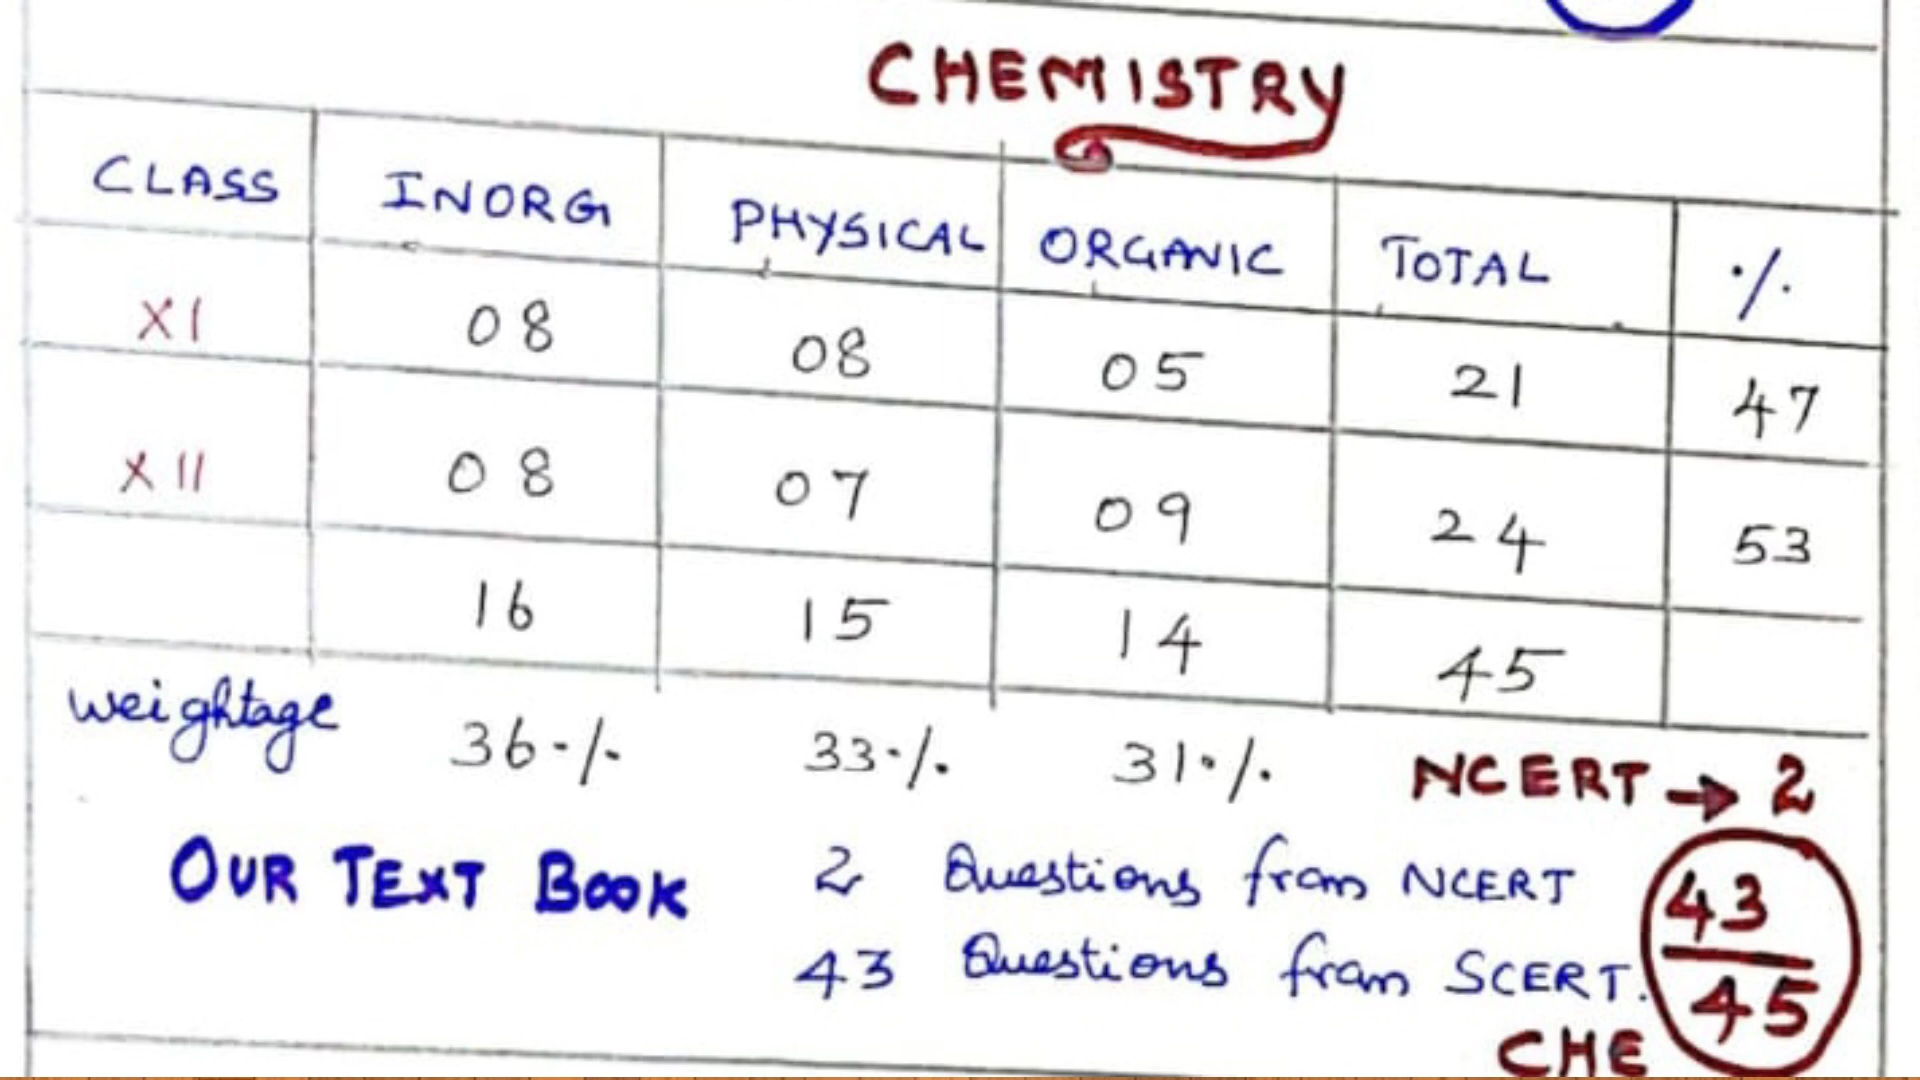 CHEMISTRY
CLASS INORG PHYSICAL ORGANIC TOTAL %
XI 08 08 05 21 47
XII 08 07 09 24 53
16 15 14 45
Weightage 36% 33% 31% NCERT → 2
OUR TEXT BOOK 2 Questions from NCERT
43 Questions from SCERT.
43
45
CHE